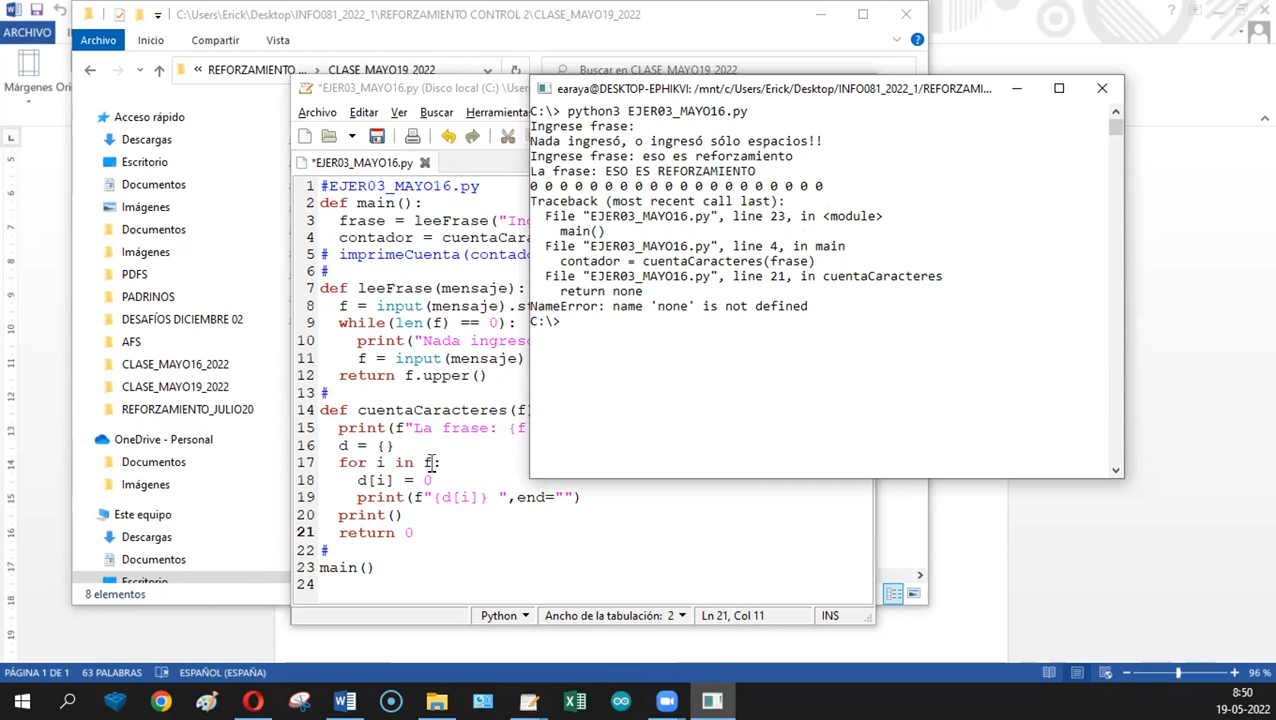 C:\Users\Erick\Desktop\INFO081_2022_1\REFORZAMIENTO CONTROL 2\CLASE_MAYO19_2022
ARCHIVO
Archivo
Inicio
Compartir
Vista
Márgenes
REFORZAMIENTO ...
CLASE_MAYO19_2022
Buscar en CLASE_MAYO19_2022
Acceso rápido
Descargas
Escritorio
Documentos
Imágenes
Documentos
Imágenes
PDFS
PADRINOS
DESAFÍOS DICIEMBRE 02
AFS
CLASE_MAYO16_2022
CLASE_MAYO19_2022
REFORZAMIENTO_JULIO20
OneDrive - Personal
Documentos
Imágenes
Este equipo
Descargas
Documentos
Escritorio
8 elementos
*EJER03_MAYO16.py (Disco local (C:) \Users
Archivo Editar Ver Buscar Herramientas
*EJER03_MAYO16.py
1 #EJER03_MAYO16.py
2 def main():
3 frase = leeFrase("In
4 contador = cuentaCara
5 # imprimeCuenta(contado
6 #
7 def leeFrase(mensaje):
8 f = input(mensaje).st
9 while(len(f) == 0):
10 print("Nada ingreso
11 f = input(mensaje)
12 return f.upper()
13 #
14 def cuentaCaracteres(f)
15 print(f"La frase: {f
16 d = {}
17 for i in f:
18 d[i] = 0
19 print(f"{d[i]} ",end="")
20 print()
21 return 0
22 #
23 main()
24
Python
Ancho de la tabulación: 2
Ln 21, Col 11
INS
earaya@DESKTOP-EPHIKVI: /mnt/c/Users/Erick/Desktop/INFO081_2022_1/REFORZAMI...
C:\> python3 EJER03_MAYO16.py
Ingrese frase:
Nada ingresó, o ingresó sólo espacios!!
Ingrese frase: eso es reforzamiento
La frase: ESO ES REFORZAMIENTO
0 0 0 0 0 0 0 0 0 0 0 0 0 0 0 0 0 0 0 0
Traceback (most recent call last):
File "EJER03_MAYO16.py", line 23, in <module>
main()
File "EJER03_MAYO16.py", line 4, in main
contador = cuentaCaracteres(frase)
File "EJER03_MAYO16.py", line 21, in cuentaCaracteres
return none
NameError: name 'none' is not defined
C:\>
PÁGINA 1 DE 1
63 PALABRAS
ESPAÑOL (ESPAÑA)
96 %
8:50
19-05-2022